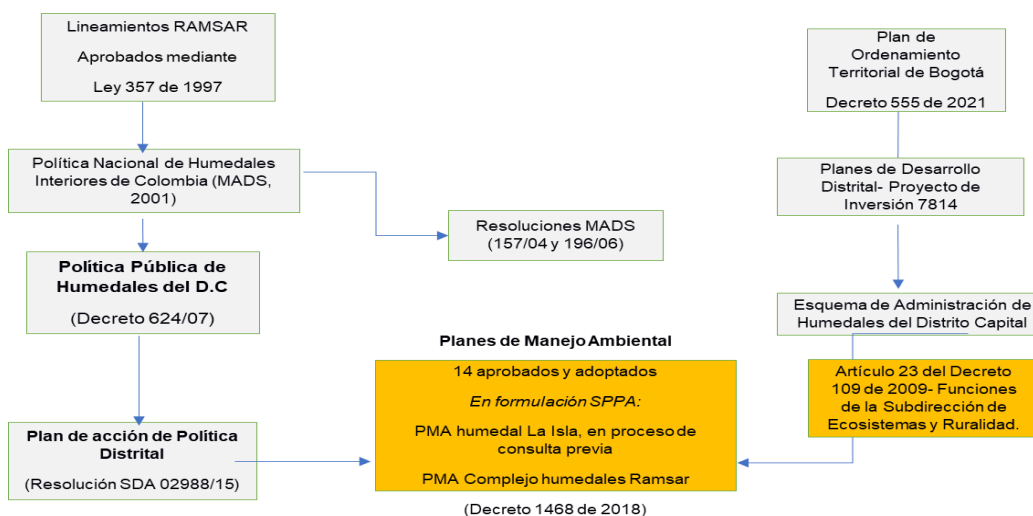 Lineamientos RAMSAR
Aprobados mediante
Ley 357 de 1997
Política Nacional de Humedales
Interiores de Colombia (MADS,
2001)
Resoluciones MADS
(157/04 y 196/06)
Política Pública de
Humedales del D.C
(Decreto 624/07)
Plan de acción de Política
Distrital
(Resolución SDA 02988/15)
Planes de Manejo Ambiental
14 aprobados y adoptados
En formulación SPPA:
PMA humedal La Isla, en proceso de
consulta previa
PMA Complejo humedales Ramsar
(Decreto 1468 de 2018)
Plan de
Ordenamiento
Territorial de Bogotá
Decreto 555 de 2021
Planes de Desarrollo
Distrital- Proyecto de
Inversión 7814
Esquema de Administración de
Humedales del Distrito Capital
Artículo 23 del Decreto
109 de 2009- Funciones
de la Subdirección de
Ecosistemas y Ruralidad.